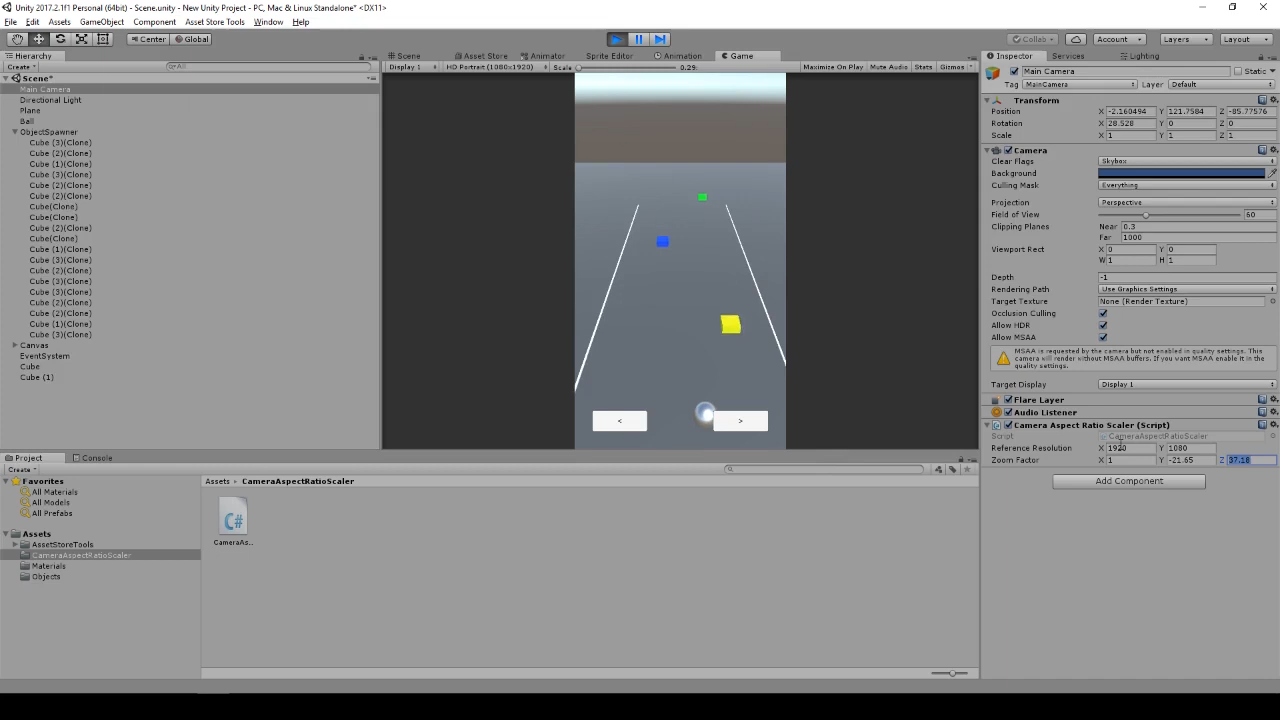 Unity 2017.2.1f1 Personal (64bit) - Scene.unity - New Unity Project - PC, Mac & Linux Standalone* <DX11>
File Edit Assets GameObject Component Asset Store Tools Window Help
Center Global Collab Account Layers Layout
Hierarchy
Create All
Scene*
Main Camera
Directional Light
Plane
Ball
ObjectSpawner
Cube (3)(Clone)
Cube (2)(Clone)
Cube (1)(Clone)
Cube (3)(Clone)
Cube (2)(Clone)
Cube (2)(Clone)
Cube(Clone)
Cube(Clone)
Cube (2)(Clone)
Cube(Clone)
Cube (1)(Clone)
Cube (3)(Clone)
Cube (2)(Clone)
Cube (3)(Clone)
Cube (3)(Clone)
Cube (2)(Clone)
Cube (2)(Clone)
Cube (1)(Clone)
Cube (3)(Clone)
Canvas
EventSystem
Cube
Cube (1)
Scene Asset Store Animator Sprite Editor Animation Game
Display 1 HD Portrait (1080x1920) Scale 0.29 Maximize On Play Mute Audio Stats Gizmos
< >
Project Console
Create
Favorites
All Materials
All Models
All Prefabs
Assets
AssetStoreTools
CameraAspectRatioScaler
Materials
Objects
Assets CameraAspectRatioScaler
C#
CameraAs...
Inspector Services Lighting
Main Camera Static
Tag MainCamera Layer Default
Transform
Position X -2.160494 Y 121.7584 Z -85.77576
Rotation X 28.528 Y 0 Z 0
Scale X 1 Y 1 Z 1
Camera
Clear Flags Skybox
Background
Culling Mask Everything
Projection Perspective
Field of View 60
Clipping Planes Near 0.3
Far 1000
Viewport Rect X 0 Y 0
W 1 H 1
Depth -1
Rendering Path Use Graphics Settings
Target Texture None (Render Texture)
Occlusion Culling
Allow HDR
Allow MSAA
MSAA is requested by the camera but not enabled in quality settings. This
camera will render without MSAA buffers. If you want MSAA enable it in the
quality settings.
Target Display Display 1
Flare Layer
Audio Listener
Camera Aspect Ratio Scaler (Script)
Script CameraAspectRatioScaler
Reference Resolution X 1920 Y 1080
Zoom Factor X 1 Y -21.65 Z 37.18
Add Component